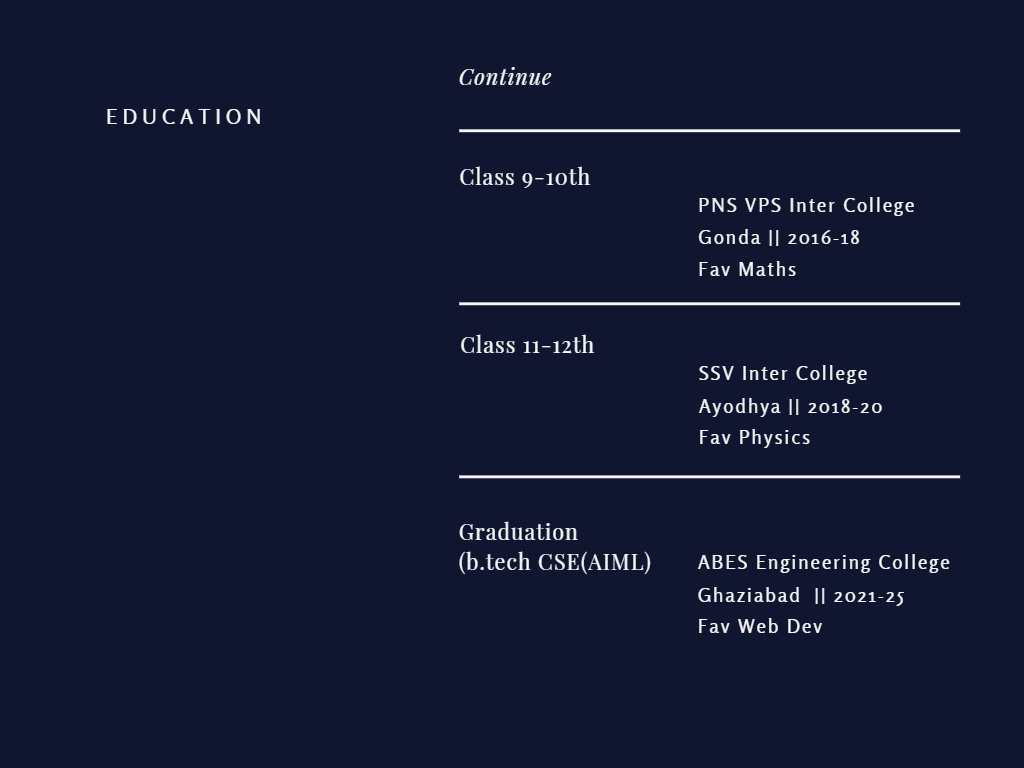 Continue
EDUCATION
Class 9-10th
PNS VPS Inter College
Gonda || 2016-18
Fav Maths
Class 11-12th
SSV Inter College
Ayodhya || 2018-20
Fav Physics
Graduation
(b.tech CSE(AIML)
ABES Engineering College
Ghaziabad || 2021-25
Fav Web Dev